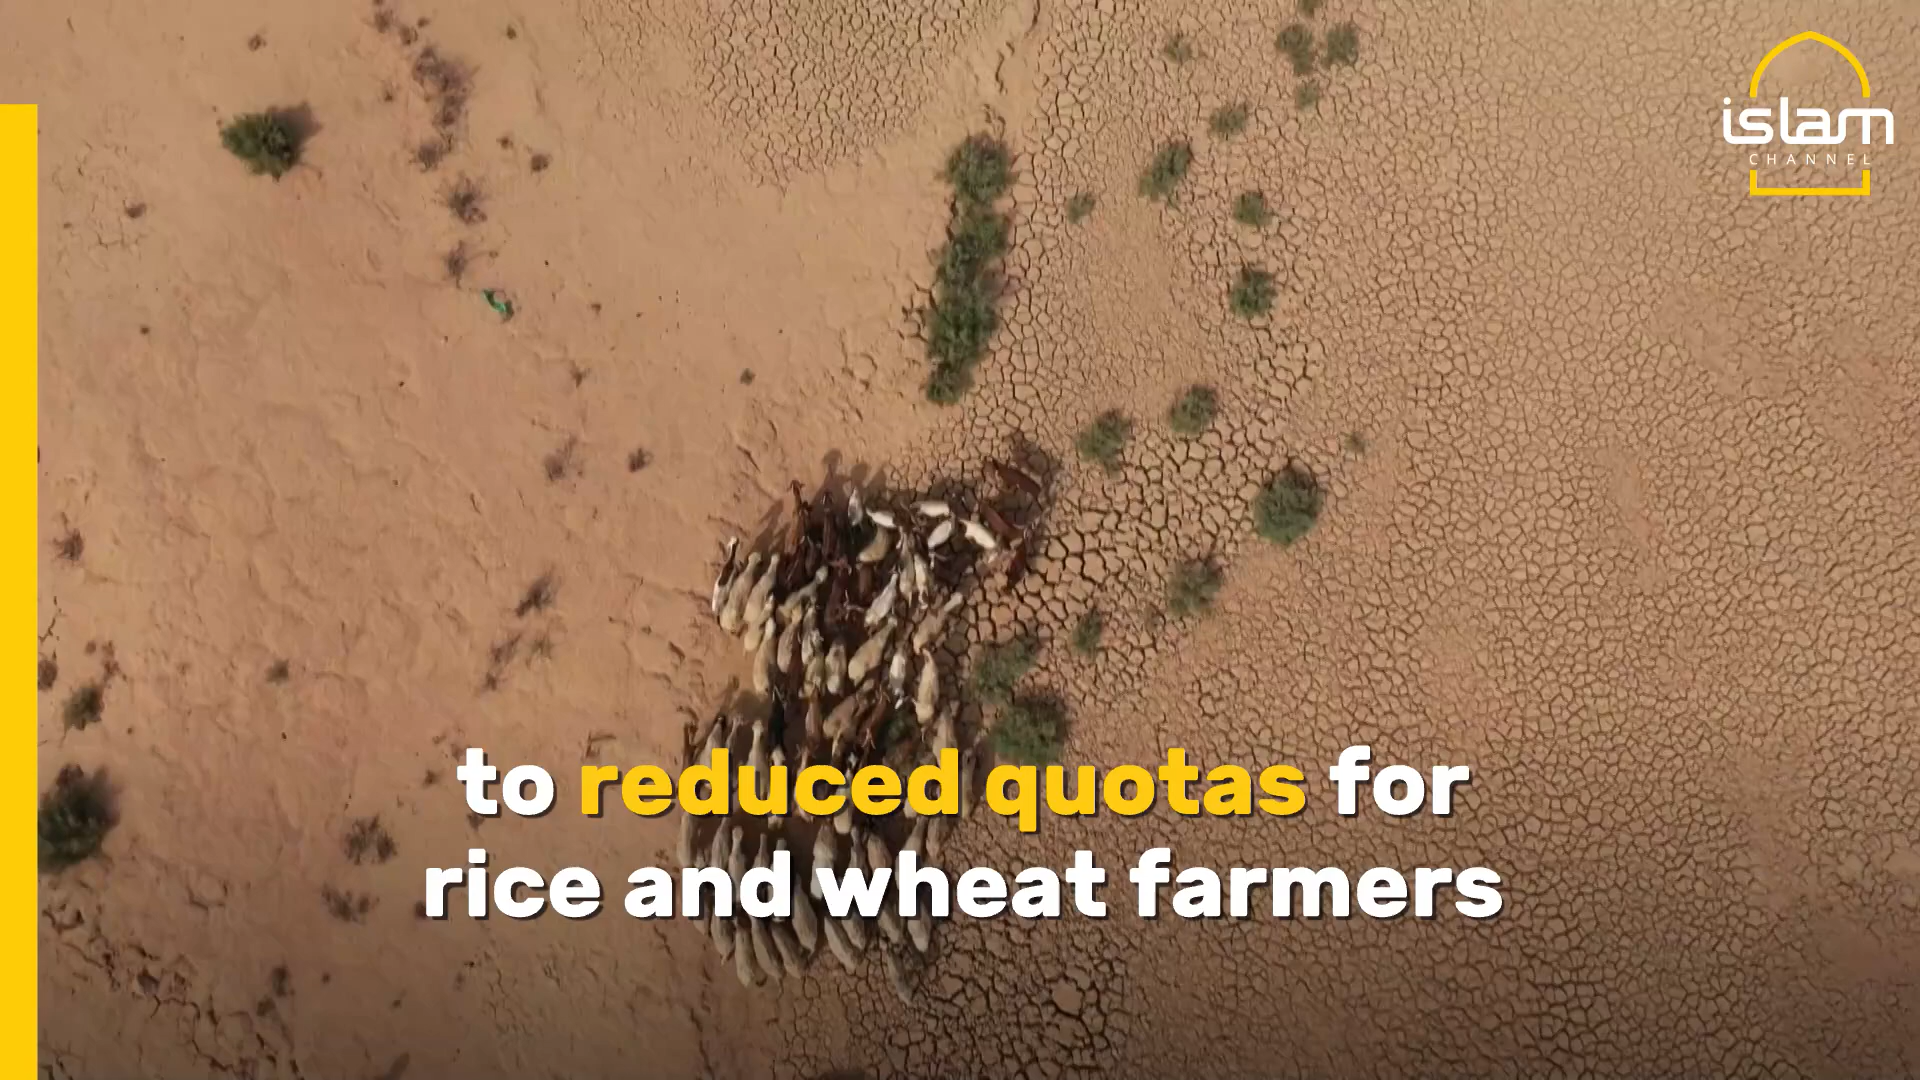 islam
CHANNEL
to reduced quotas for
rice and wheat farmers